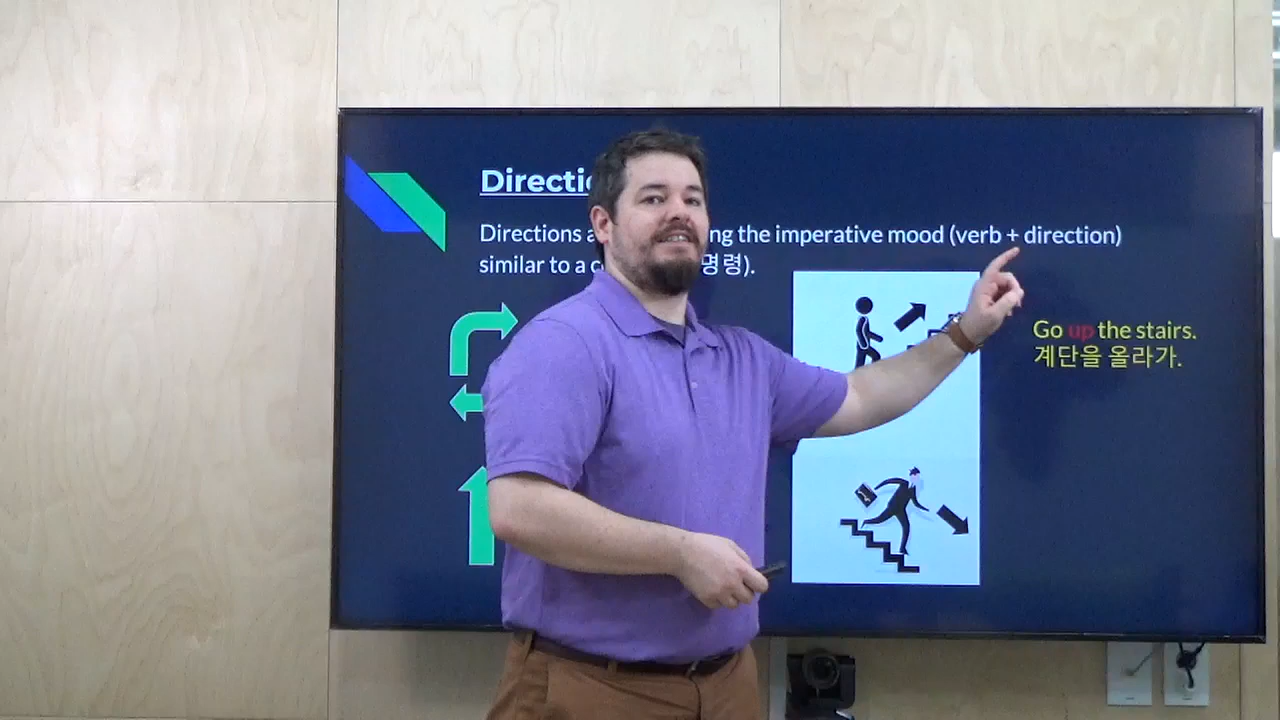 Directi
Directions a ng the imperative mood (verb + direction)
similar to a c 명령).
Go up the stairs.
계단을 올라가.